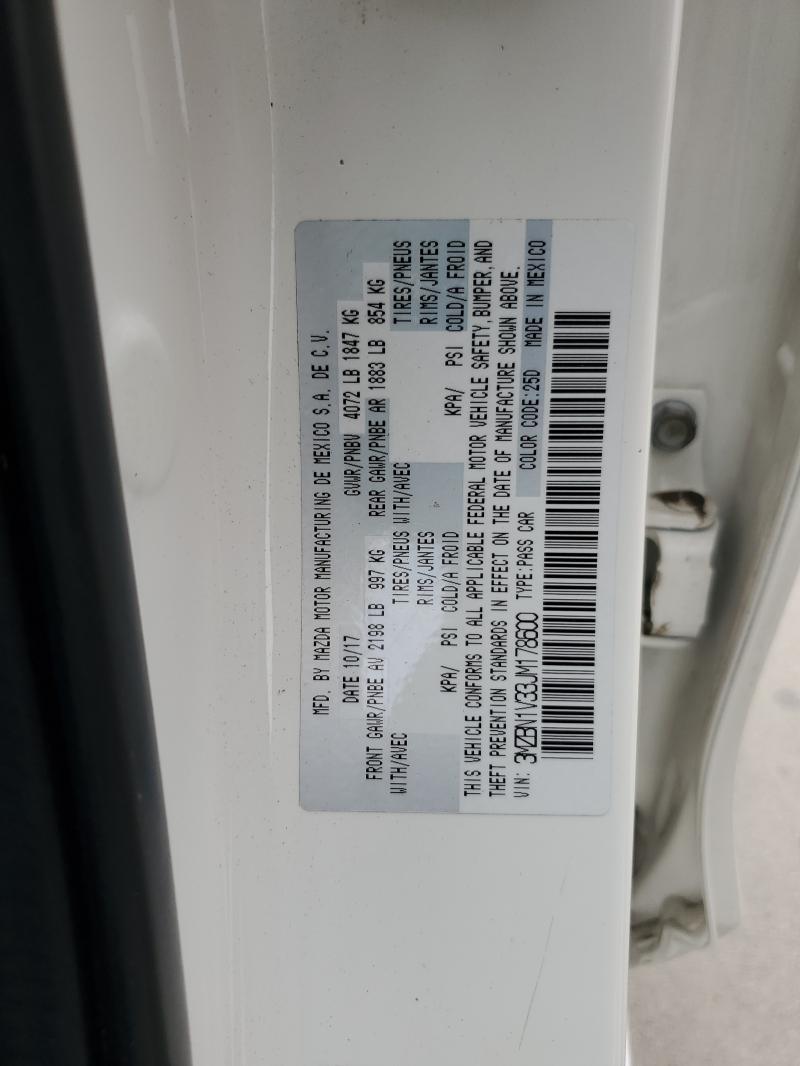 MFD. BY MAZDA MOTOR MANUFACTURING DE MEXICO S.A. DE C.V.
DATE 10/17 GVWR/PNBV 4072 LB 1847 KG
FRONT GAWR/PNBE AV 2198 LB 997 KG REAR GAWR/PNBE AR 1883 LB 854 KG
WITH/AVEC TIRES/PNEUS WITH/AVEC TIRES/PNEUS
RIMS/JANTES RIMS/JANTES
KPA/ PSI COLD/A FROID KPA/ PSI COLD/A FROID
THIS VEHICLE CONFORMS TO ALL APPLICABLE FEDERAL MOTOR VEHICLE SAFETY, BUMPER, AND
THEFT PREVENTION STANDARDS IN EFFECT ON THE DATE OF MANUFACTURE SHOWN ABOVE.
VIN: 3MZBN1V33JM178600 TYPE:PASS CAR COLOR CODE:25D MADE IN MEXICO